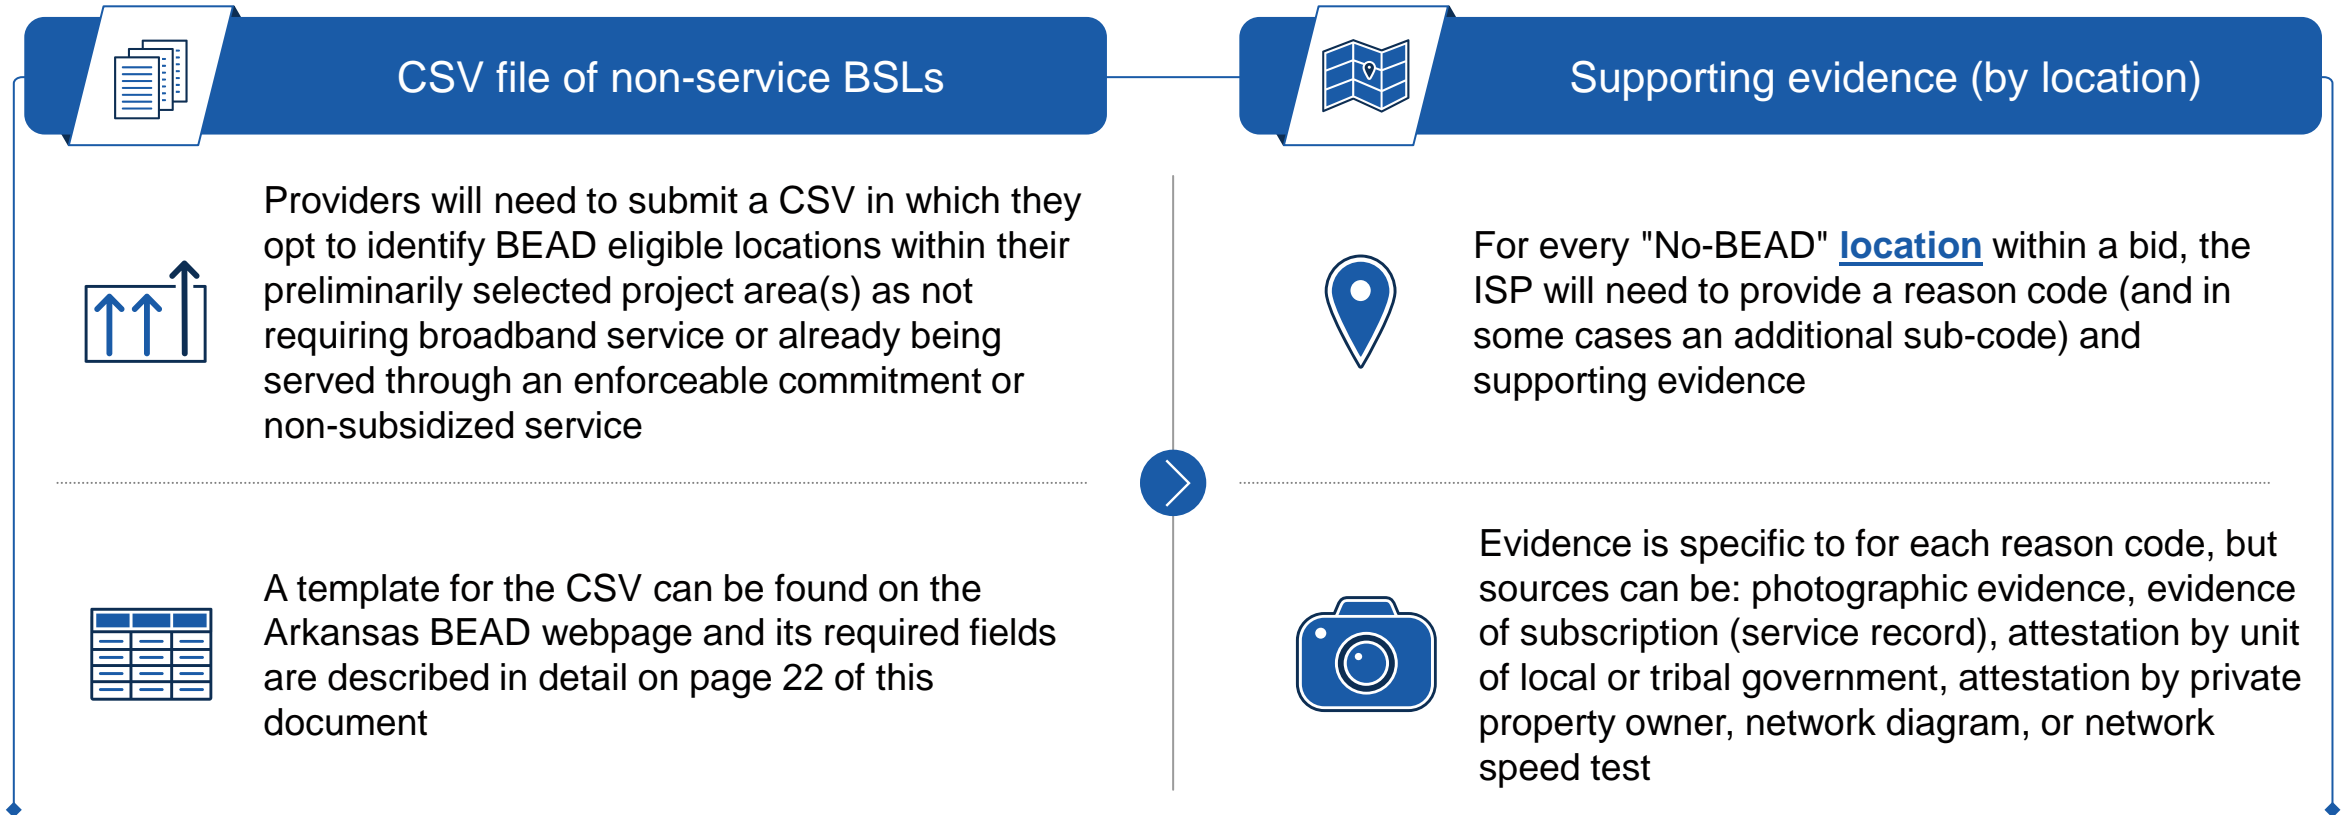 CSV file of non-service BSLs
Providers will need to submit a CSV in which they
opt to identify BEAD eligible locations within their
preliminarily selected project area(s) as not
requiring broadband service or already being
served through an enforceable commitment or
non-subsidized service
A template for the CSV can be found on the
Arkansas BEAD webpage and its required fields
are described in detail on page 22 of this
document
Supporting evidence (by location)
For every "No-BEAD" location within a bid, the
ISP will need to provide a reason code (and in
some cases an additional sub-code) and
supporting evidence
Evidence is specific to for each reason code, but
sources can be: photographic evidence, evidence
of subscription (service record), attestation by unit
of local or tribal government, attestation by private
property owner, network diagram, or network
speed test